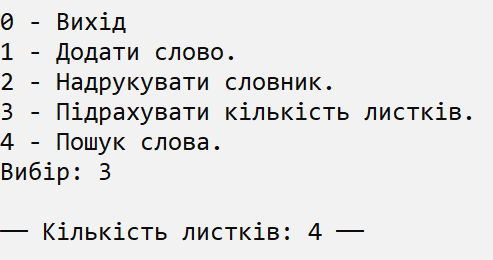 0 - Вихід
1 - Додати слово.
2 - Надрукувати словник.
3 - Підрахувати кількість листків.
4 - Пошук слова.
Вибір: 3
── Кількість листків: 4 ──